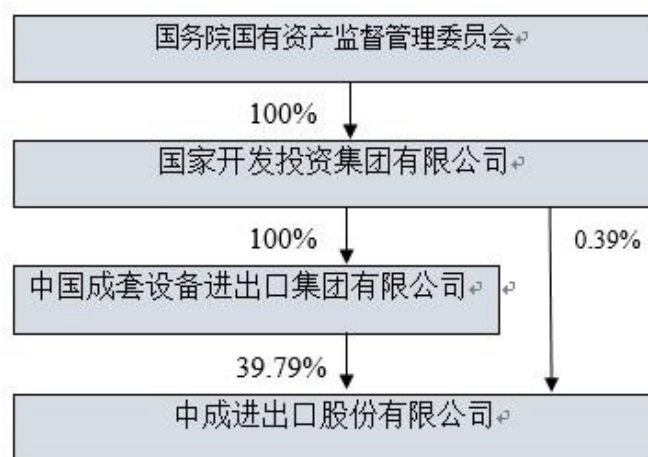 国务院国有资产监督管理委员会
100%
国家开发投资集团有限公司
100%
0.39%
中国成套设备进出口集团有限公司
39.79%
中成进出口股份有限公司